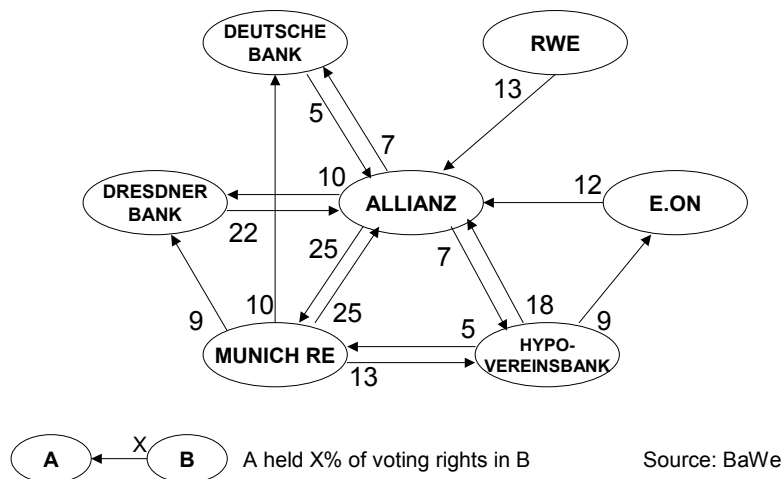 DEUTSCHE
BANK
RWE
5
7
13
DRESDNER
BANK
10
22
ALLIANZ
12
E.ON
25
25
7
18
9
10
9
MUNICH RE
5
13
HYPO-
VEREINSBANK
A
X
B
A held X% of voting rights in B
Source: BaWe